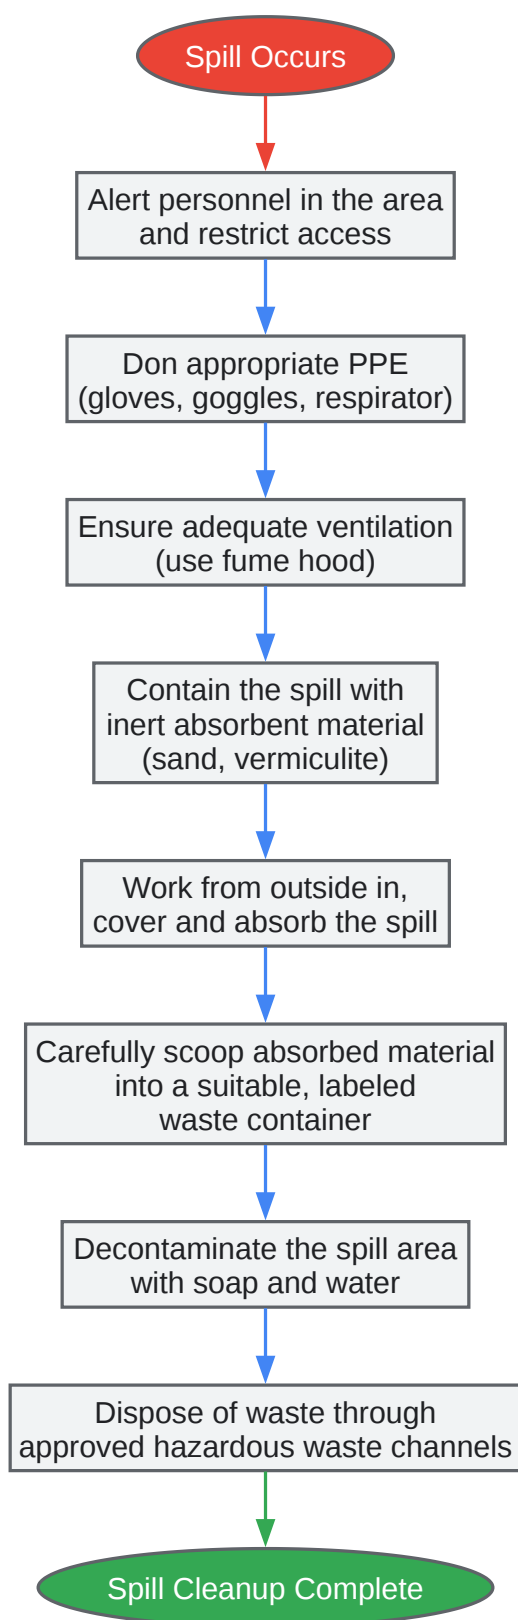 Spill Occurs
Alert personnel in the area
and restrict access
Don appropriate PPE
(gloves, goggles, respirator)
Ensure adequate ventilation
(use fume hood)
Contain the spill with
inert absorbent material
(sand, vermiculite)
Work from outside in,
cover and absorb the spill
Carefully scoop absorbed material
into a suitable, labeled
waste container
Decontaminate the spill area
with soap and water
Dispose of waste through
approved hazardous waste channels
Spill Cleanup Complete